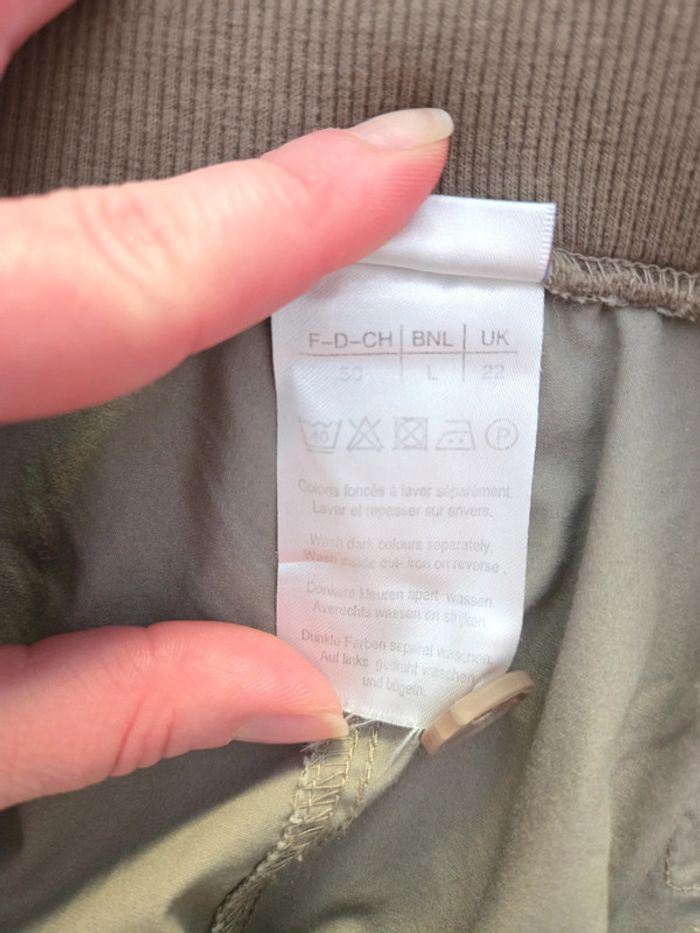 F-D-CH BNL UK
50 L 22
40 P
Coloris foncés à laver séparément.
Laver et repasser sur envers.
Wash dark colours separately.
Wash inside out- Iron on reverse.
Donkere kleuren apart wassen.
Averechts wassen en strijken.
Dunkle Farben separat waschen.
Auf links gedraht waschen
und bügeln.